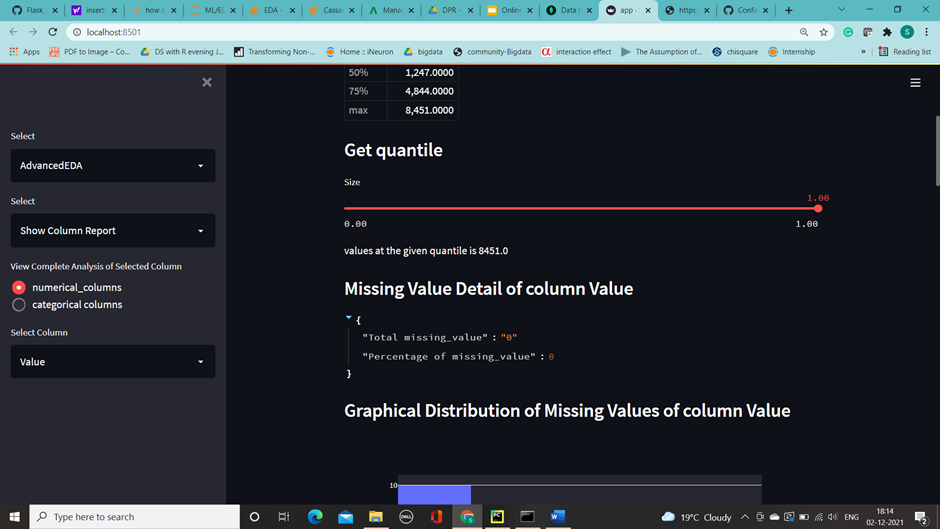 Flask_
insert
how c
ML/EI
EDA -
Cassa
Mana
DPR -
Online
Data (
app ·
https:
Confi
localhost:8501
Apps
PDF to Image – Co...
DS with R evening J...
Transforming Non-...
Home :: iNeuron
bigdata
community-Bigdata
interaction effect
The Assumption of...
chisquare
Internship
»
Reading list
50% 1,247.0000
75% 4,844.0000
max 8,451.0000
Select
AdvancedEDA
Select
Show Column Report
View Complete Analysis of Selected Column
numerical_columns
categorical columns
Select Column
Value
Get quantile
Size
1.00
0.00 1.00
values at the given quantile is 8451.0
Missing Value Detail of column Value
{
"Total missing_value" : "0"
"Percentage of missing_value" : 0
}
Graphical Distribution of Missing Values of column Value
10
Type here to search
19°C Cloudy
ENG
18:14
02-12-2021
2